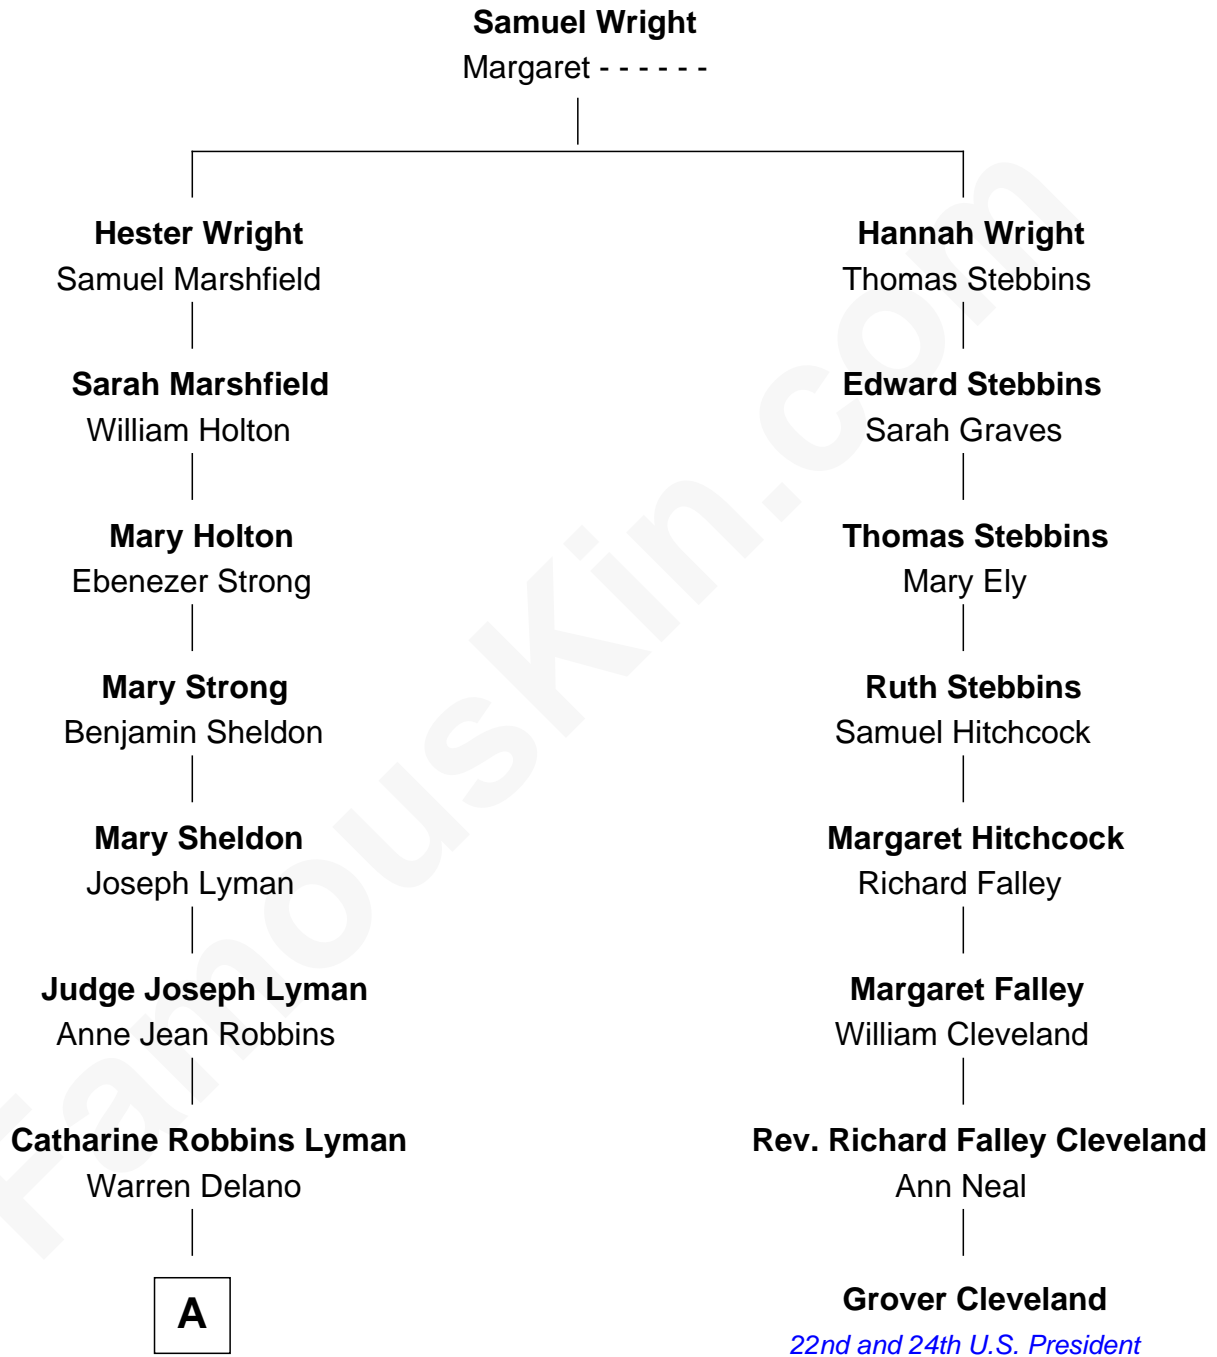 Samuel Wright
Margaret - - - - - -
Hester Wright
Samuel Marshfield
Hannah Wright
Thomas Stebbins
Sarah Marshfield
William Holton
Edward Stebbins
Sarah Graves
Mary Holton
Ebenezer Strong
Thomas Stebbins
Mary Ely
Mary Strong
Benjamin Sheldon
Ruth Stebbins
Samuel Hitchcock
Mary Sheldon
Joseph Lyman
Margaret Hitchcock
Richard Falley
Judge Joseph Lyman
Anne Jean Robbins
Margaret Falley
William Cleveland
Catharine Robbins Lyman
Warren Delano
Rev. Richard Falley Cleveland
Ann Neal
A
Grover Cleveland
22nd and 24th U.S. President
FamousKin.com